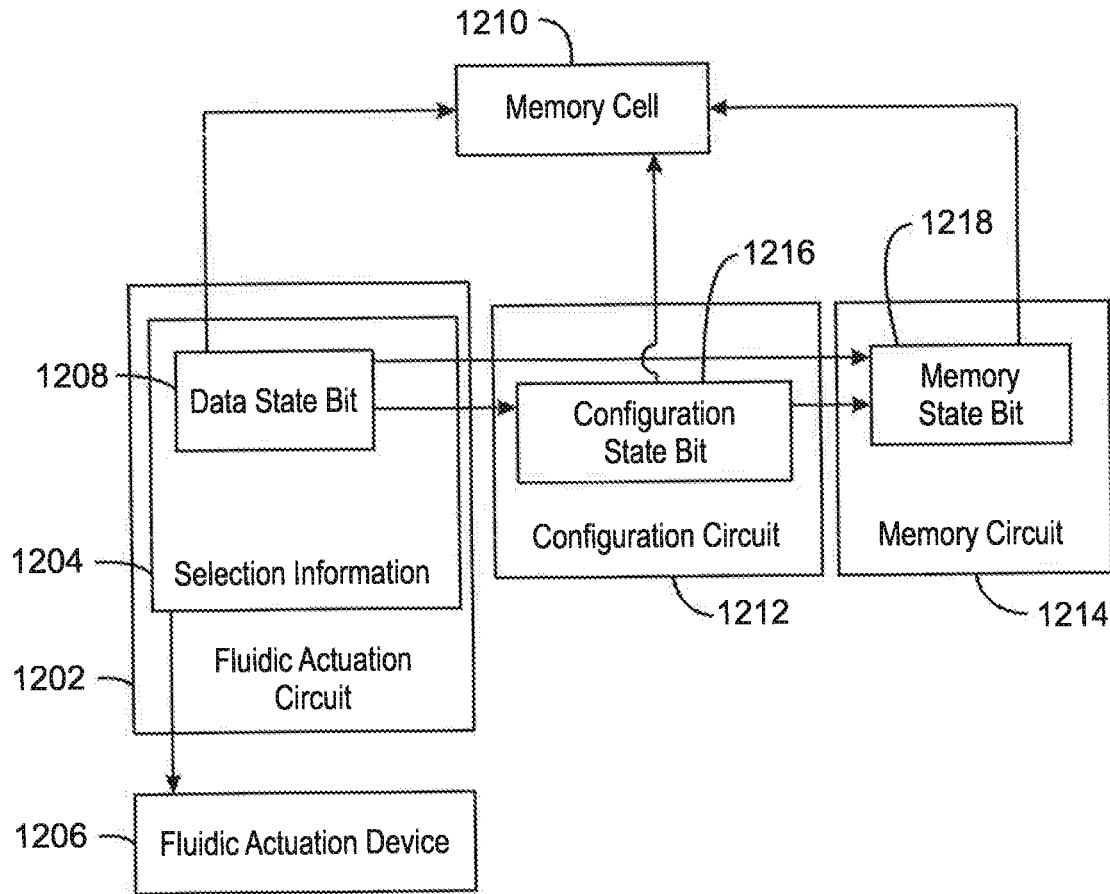 1210
Memory Cell
1218
1216
1208
Data State Bit
Configuration
State Bit
Memory
State Bit
1204
Selection Information
Configuration Circuit
Memory Circuit
1212
1214
1202
Fluidic Actuation
Circuit
1206
Fluidic Actuation Device